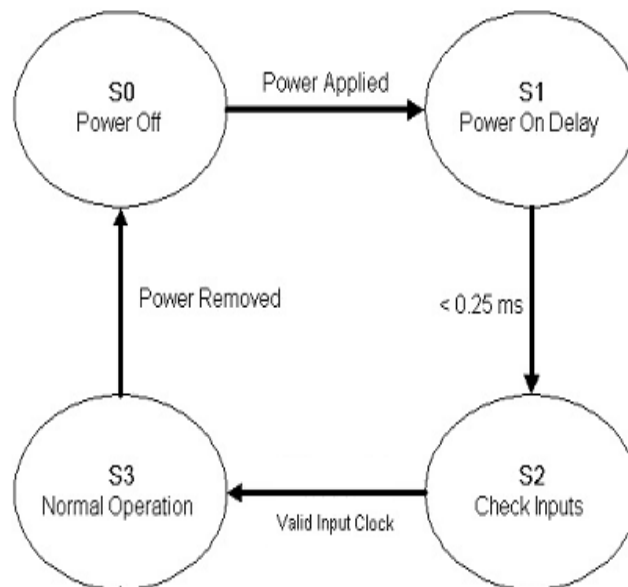 S0
Power Off
Power Applied
S1
Power On Delay
Power Removed
< 0.25 ms
S3
Normal Operation
Valid Input Clock
S2
Check Inputs